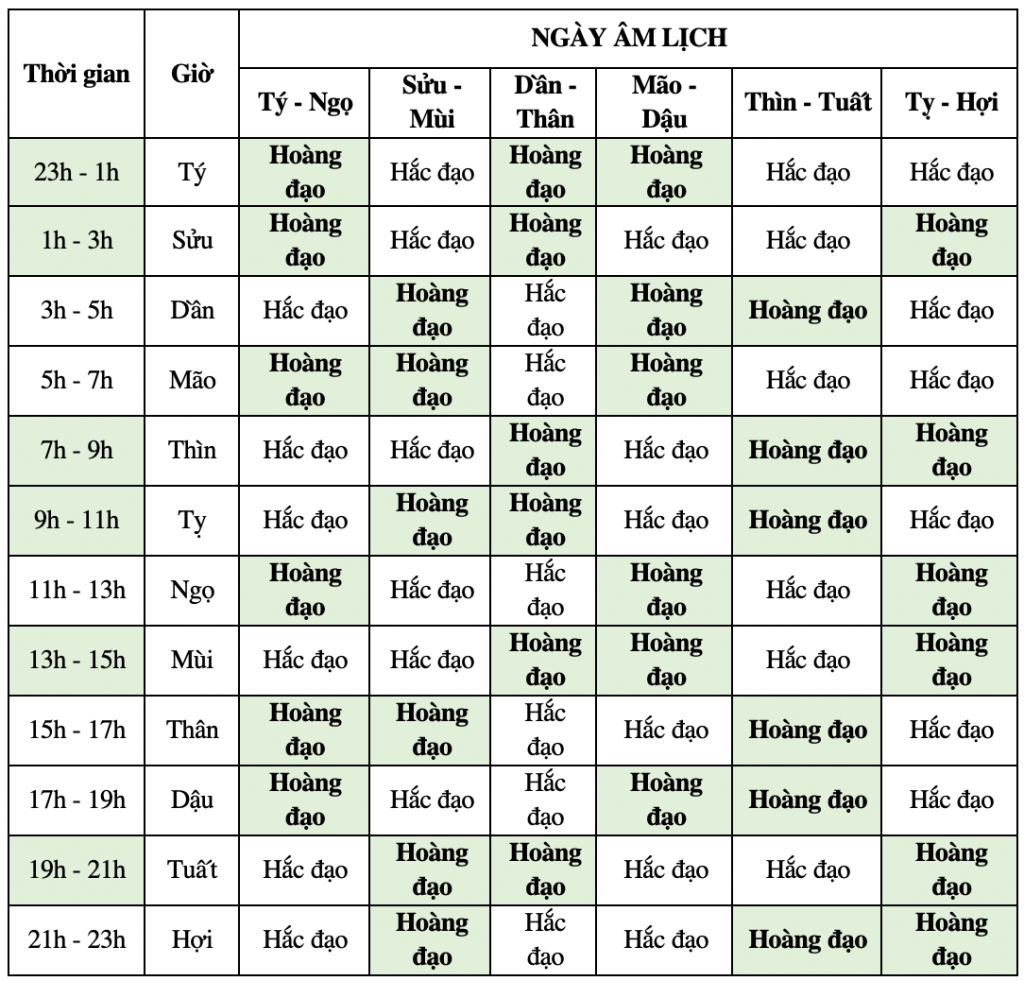 Thời gian | Giờ | NGÀY ÂM LỊCH
Tý - Ngọ | Sửu - Mùi | Dần - Thân | Mão - Dậu | Thìn - Tuất | Tỵ - Hợi
23h - 1h | Tý | Hoàng đạo | Hắc đạo | Hoàng đạo | Hoàng đạo | Hắc đạo | Hắc đạo
1h - 3h | Sửu | Hoàng đạo | Hắc đạo | Hoàng đạo | Hắc đạo | Hắc đạo | Hoàng đạo
3h - 5h | Dần | Hắc đạo | Hoàng đạo | Hắc đạo | Hoàng đạo | Hoàng đạo | Hắc đạo
5h - 7h | Mão | Hoàng đạo | Hoàng đạo | Hắc đạo | Hoàng đạo | Hắc đạo | Hắc đạo
7h - 9h | Thìn | Hắc đạo | Hắc đạo | Hoàng đạo | Hắc đạo | Hoàng đạo | Hoàng đạo
9h - 11h | Tỵ | Hắc đạo | Hoàng đạo | Hoàng đạo | Hắc đạo | Hoàng đạo | Hắc đạo
11h - 13h | Ngọ | Hoàng đạo | Hắc đạo | Hắc đạo | Hoàng đạo | Hắc đạo | Hoàng đạo
13h - 15h | Mùi | Hắc đạo | Hắc đạo | Hoàng đạo | Hoàng đạo | Hắc đạo | Hoàng đạo
15h - 17h | Thân | Hoàng đạo | Hoàng đạo | Hắc đạo | Hắc đạo | Hoàng đạo | Hắc đạo
17h - 19h | Dậu | Hoàng đạo | Hắc đạo | Hắc đạo | Hoàng đạo | Hoàng đạo | Hắc đạo
19h - 21h | Tuất | Hắc đạo | Hoàng đạo | Hoàng đạo | Hắc đạo | Hắc đạo | Hoàng đạo
21h - 23h | Hợi | Hắc đạo | Hoàng đạo | Hắc đạo | Hắc đạo | Hoàng đạo | Hoàng đạo